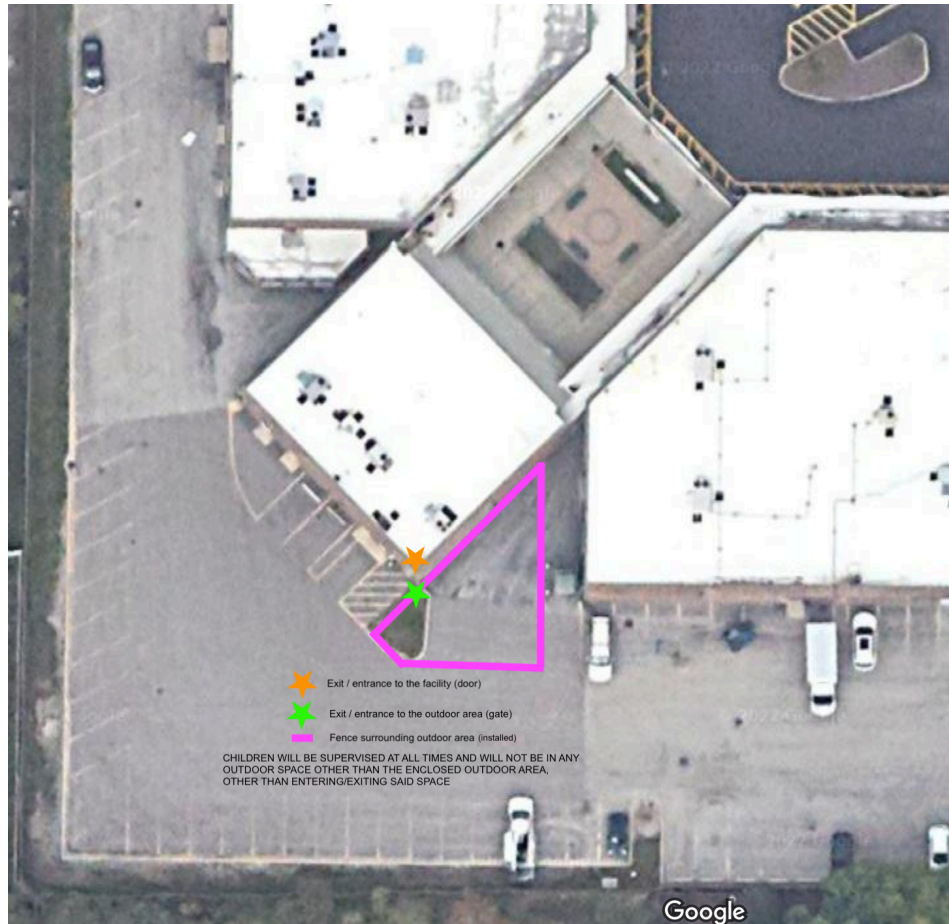 © 2022 Google
Exit / entrance to the facility (door)
Exit / entrance to the outdoor area (gate)
Fence surrounding outdoor area (installed)
CHILDREN WILL BE SUPERVISED AT ALL TIMES AND WILL NOT BE IN ANY
OUTDOOR SPACE OTHER THAN THE ENCLOSED OUTDOOR AREA,
OTHER THAN ENTERING/EXITING SAID SPACE
Google